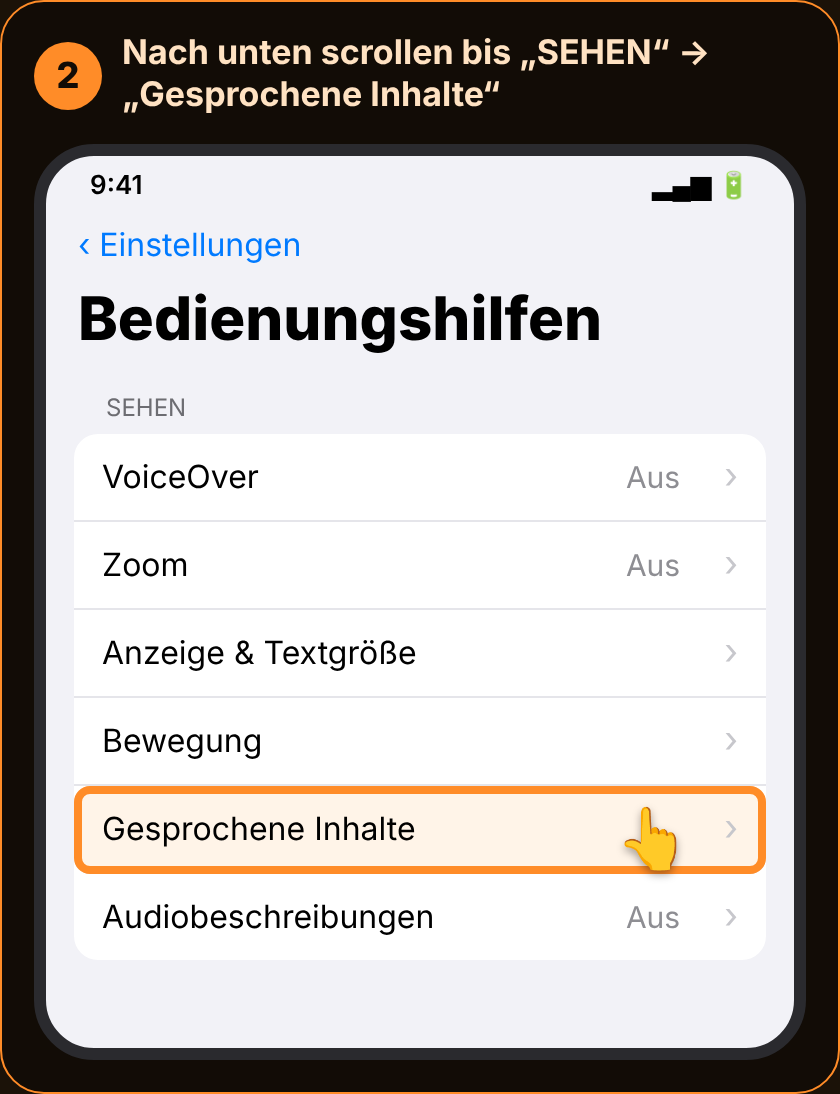 2
Nach unten scrollen bis „SEHEN“ →
„Gesprochene Inhalte“
9:41
‹ Einstellungen
Bedienungshilfen
SEHEN
VoiceOver Aus ›
Zoom Aus ›
Anzeige & Textgröße ›
Bewegung ›
Gesprochene Inhalte ›
Audiobeschreibungen Aus ›